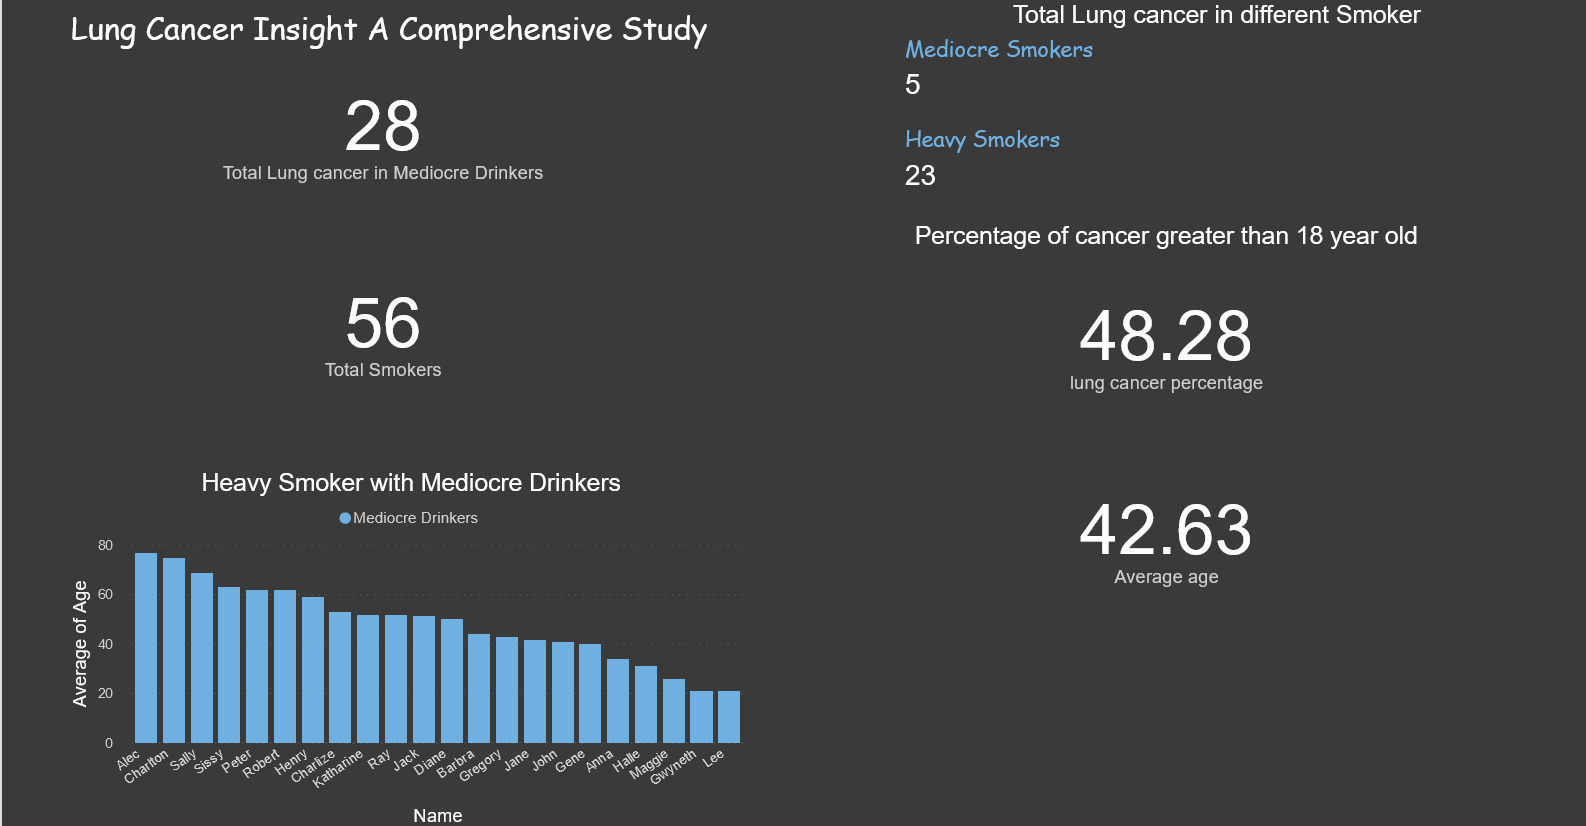 Lung Cancer Insight A Comprehensive Study
28
Total Lung cancer in Mediocre Drinkers
56
Total Smokers
Total Lung cancer in different Smoker
Mediocre Smokers
5
Heavy Smokers
23
Percentage of cancer greater than 18 year old
48.28
lung cancer percentage
42.63
Average age
Heavy Smoker with Mediocre Drinkers
Mediocre Drinkers
Average of Age
80
60
40
20
0
Alec
Charlton
Sally
Sissy
Peter
Robert
Henry
Charlize
Katharine
Ray
Jack
Diane
Barbra
Gregory
Jane
John
Gene
Anna
Halle
Maggie
Gwyneth
Lee
Name